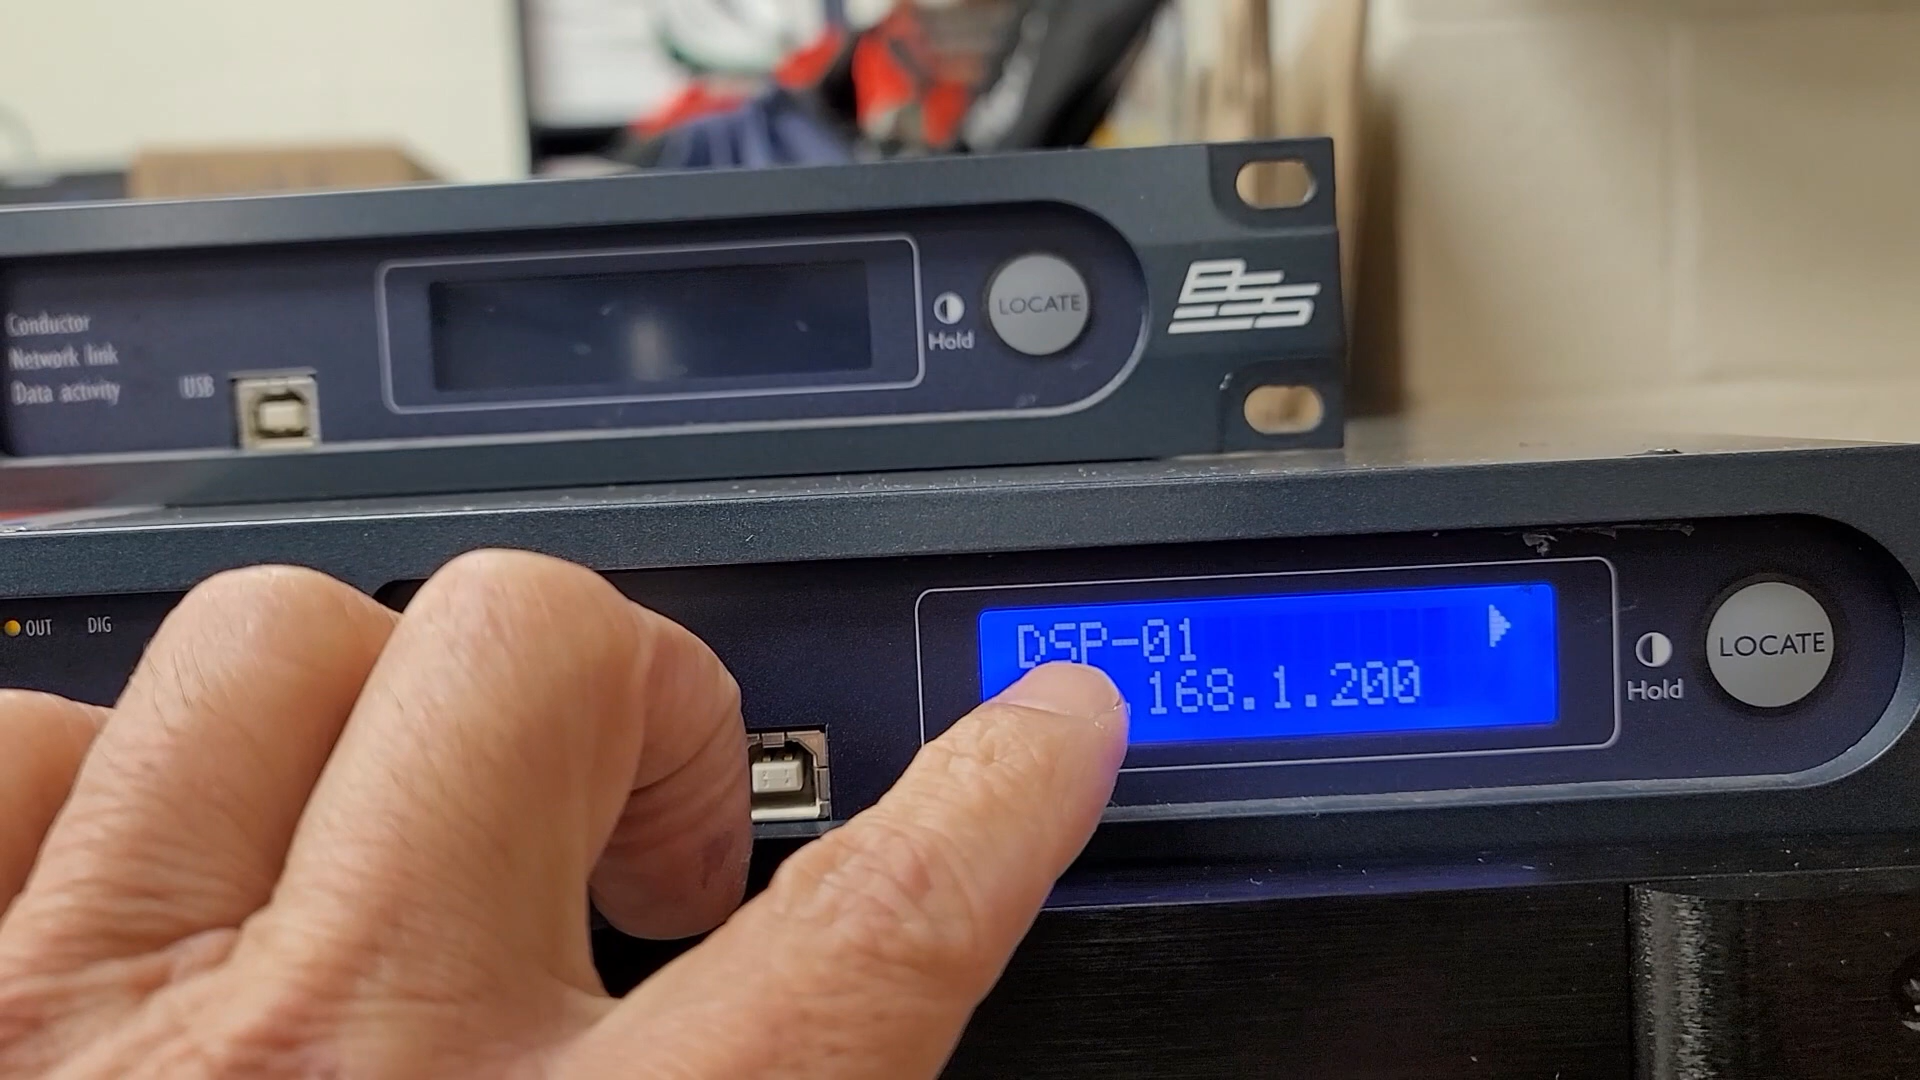 Conductor
Network link
Data activity
USB
Hold
LOCATE
BSS
OUT
DIG
DSP-01
.168.1.200
Hold
LOCATE